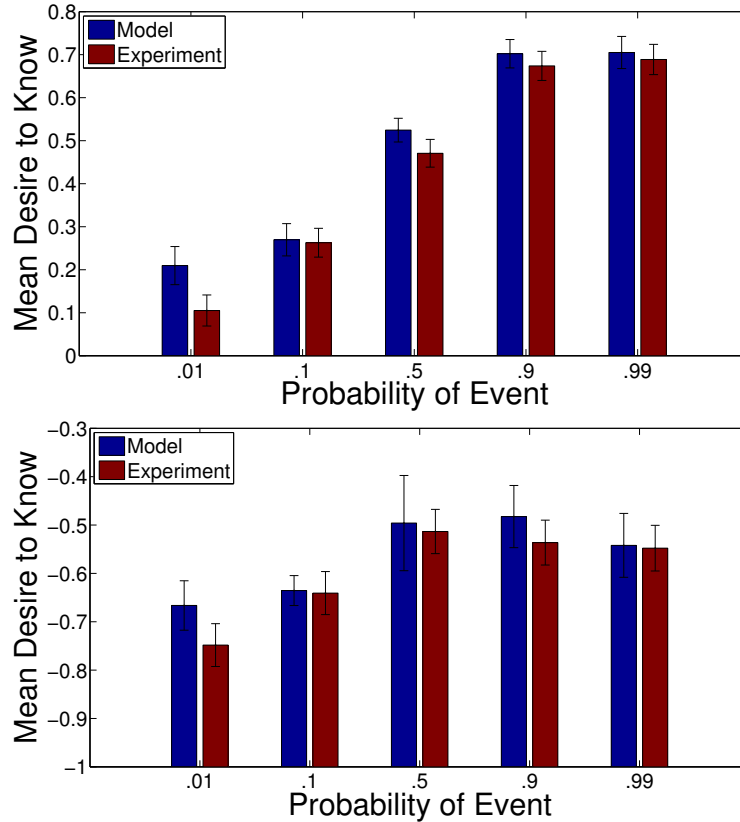 Mean Desire to Know
0.8
0.7
0.6
0.5
0.4
0.3
0.2
0.1
0
Model
Experiment
.01 .1 .5 .9 .99
Probability of Event
Mean Desire to Know
−0.3
−0.4
−0.5
−0.6
−0.7
−0.8
−0.9
−1
Model
Experiment
.01 .1 .5 .9 .99
Probability of Event